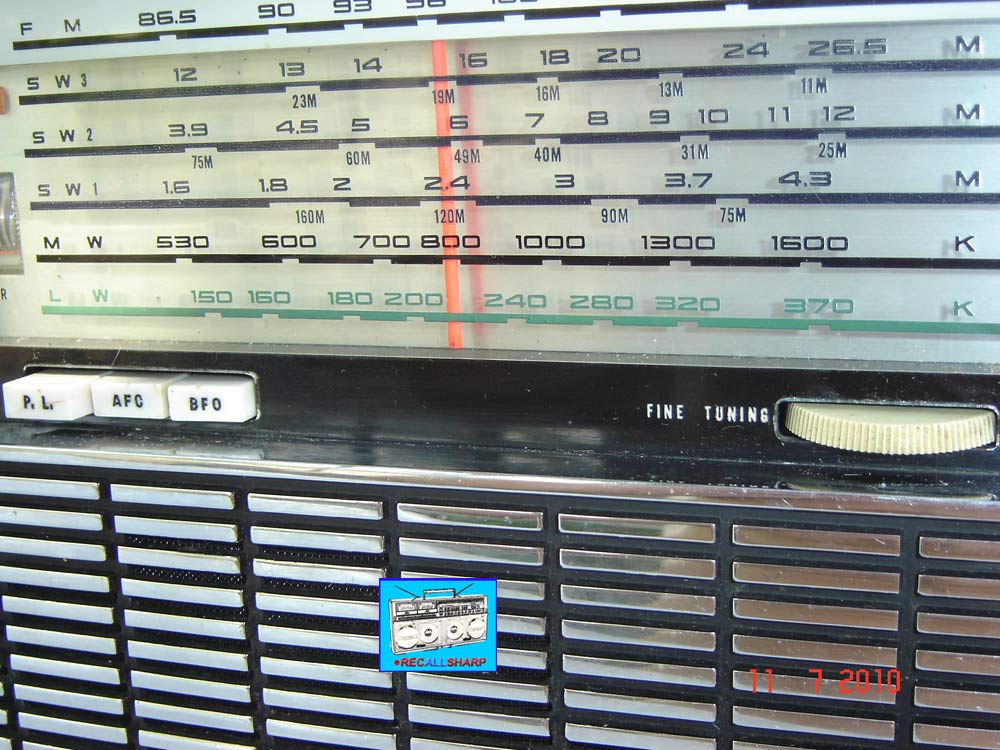 F M 86.5 90 93 98
S W 3 12 13 14 16 18 20 24 26.5 M
23M 19M 16M 13M 11M
S W 2 3.9 4.5 5 6 7 8 9 10 11 12 M
75M 60M 49M 40M 31M 25M
S W 1 1.6 1.8 2 2.4 3 3.7 4.3 M
160M 120M 90M 75M
M W 530 600 700 800 1000 1300 1600 K
L W 150 160 180 200 240 280 320 370 K
R
P.L. AFC BFO
FINE TUNING
•RECALLSHARP
11 7 2010